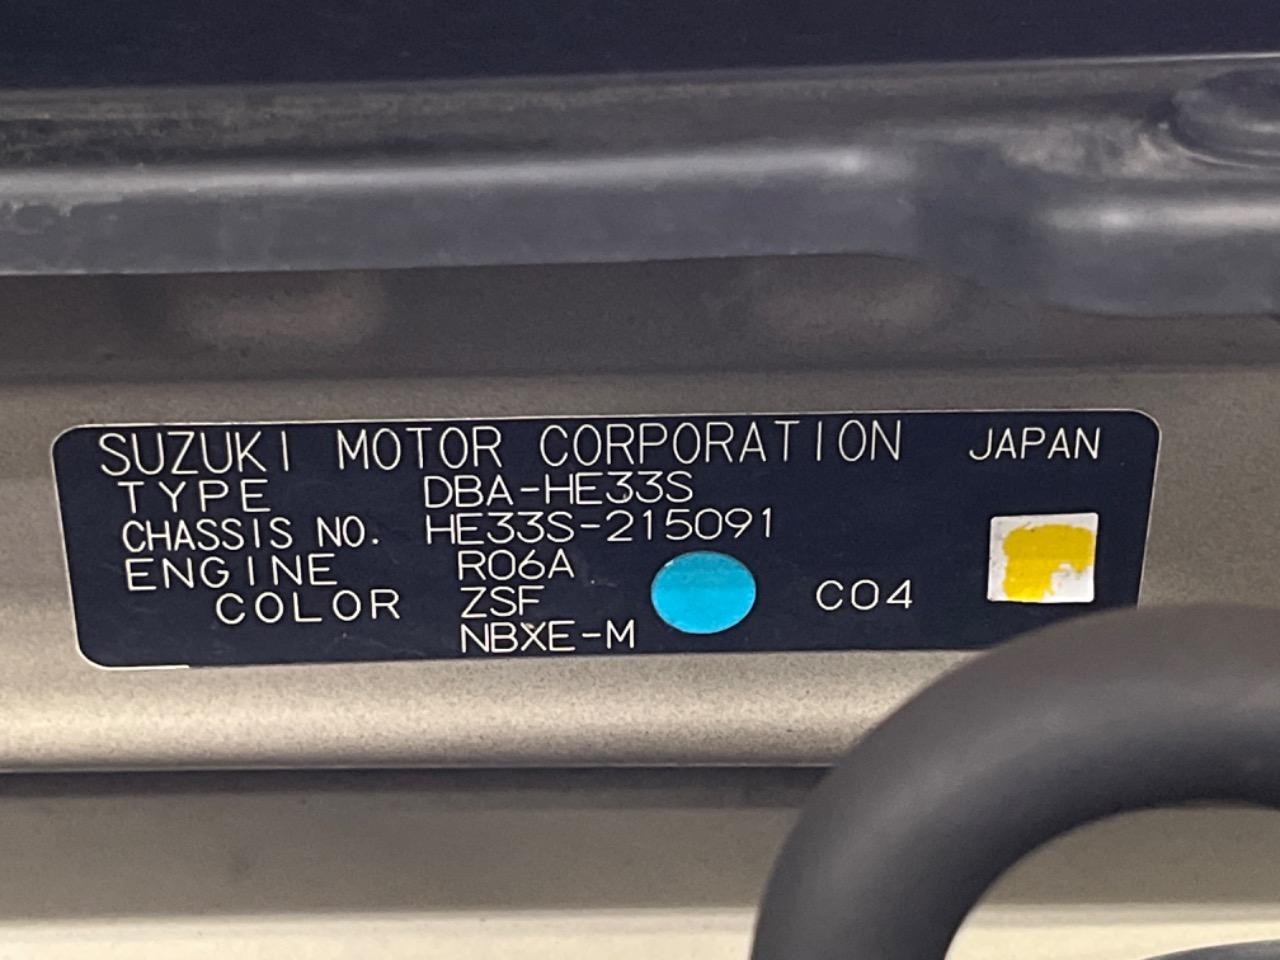 SUZUKI MOTOR CORPORATION JAPAN
TYPE DBA-HE33S
CHASSIS NO. HE33S-215091
ENGINE R06A
COLOR ZSF C04
NBXE-M